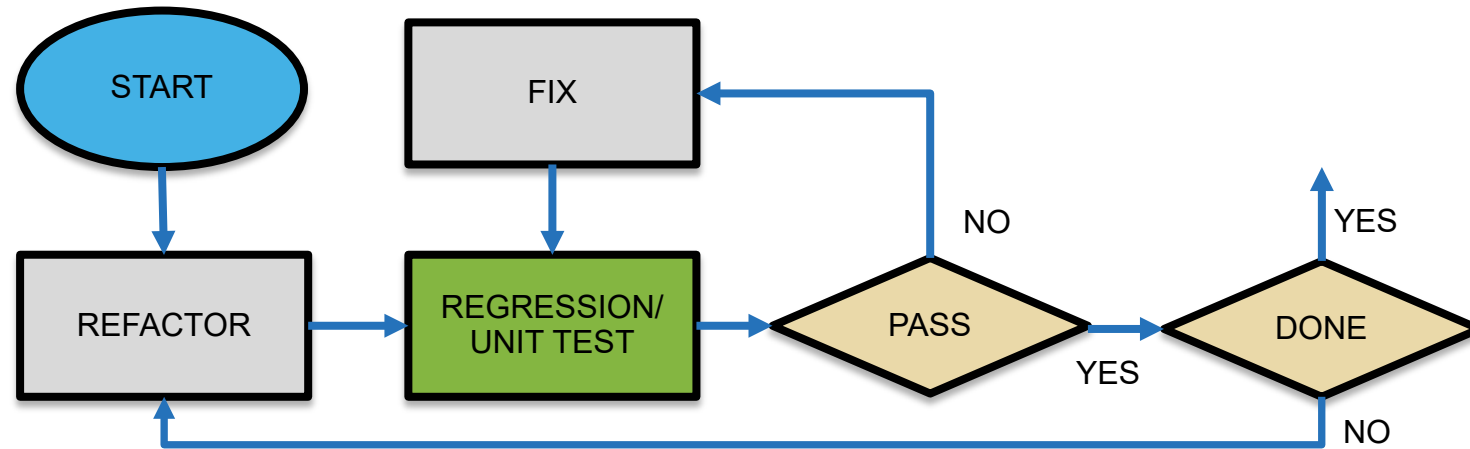 START
FIX
NO
YES
REFACTOR
REGRESSION/
UNIT TEST
PASS
DONE
YES
NO